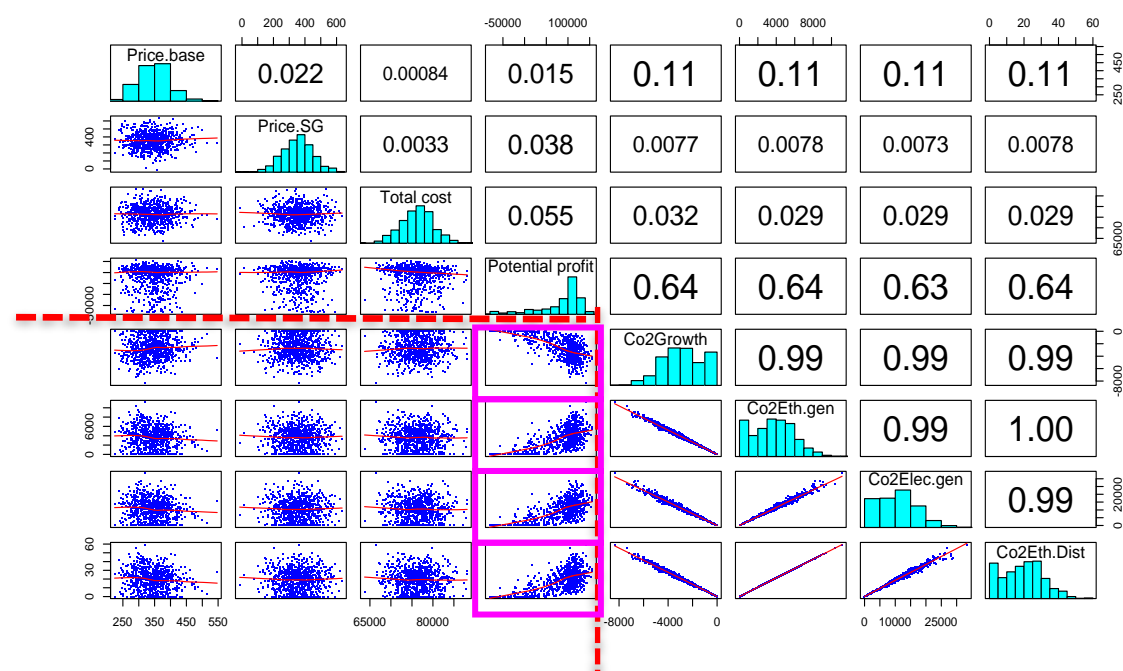 0 200 400 600 -50000 100000 0 4000 10000 0 20 40 60
Price.base 0.022 0.00084 0.015 0.11 0.11 0.11 0.11 250 450
0 400 Price.SG 0.0033 0.038 0.0077 0.0078 0.0073 0.0078
Total cost 0.055 0.032 0.029 0.029 0.029 65000
Potential profit 0.64 0.64 0.63 0.64
Co2Growth 0.99 0.99 0.99 -8000 0
0 6000 Co2Eth.gen 0.99 1.00
Co2Elec.gen 0.99 0 20000
0 30 60 Co2Eth.Dist
250 350 450 550 65000 80000 -8000 -4000 0 0 10000 25000